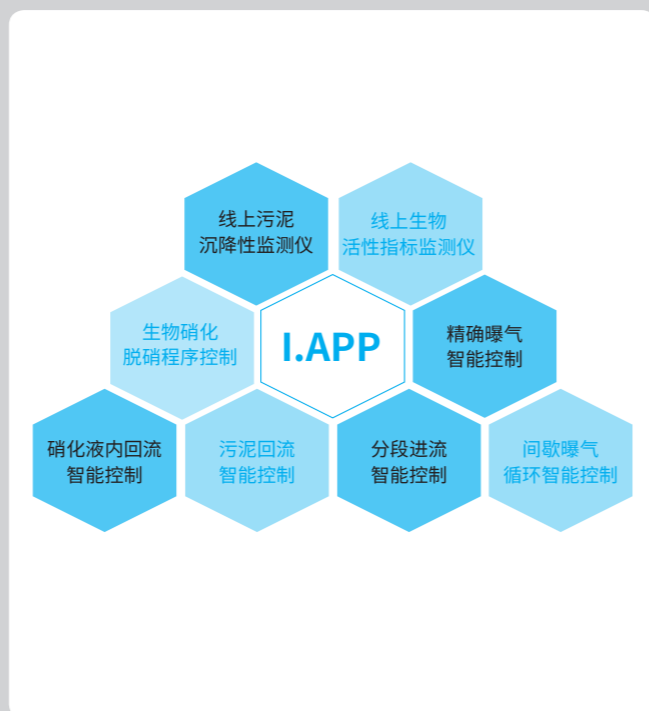 线上污泥
沉降性监测仪
线上生物
活性指标监测仪
生物硝化
脱硝程序控制
I.APP
精确曝气
智能控制
硝化液内回流
智能控制
污泥回流
智能控制
分段进流
智能控制
间歇曝气
循环智能控制